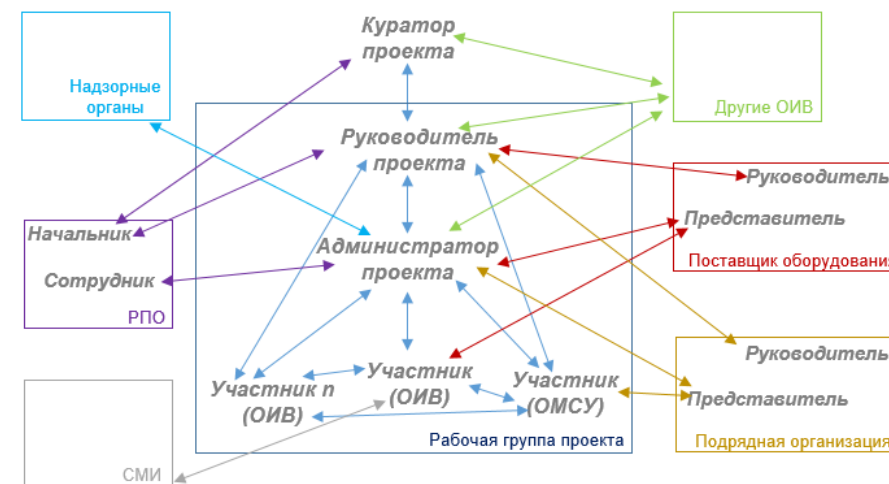 Куратор
проекта
Надзорные
органы
Другие ОИВ
Руководитель
проекта
Руководитель
Представитель
Поставщик оборудования
Начальник
Сотрудник
РПО
Администратор
проекта
Руководитель
Представитель
Подрядная организация
Участник n
(ОИВ)
Участник
(ОИВ)
Участник
(ОМСУ)
Рабочая группа проекта
СМИ